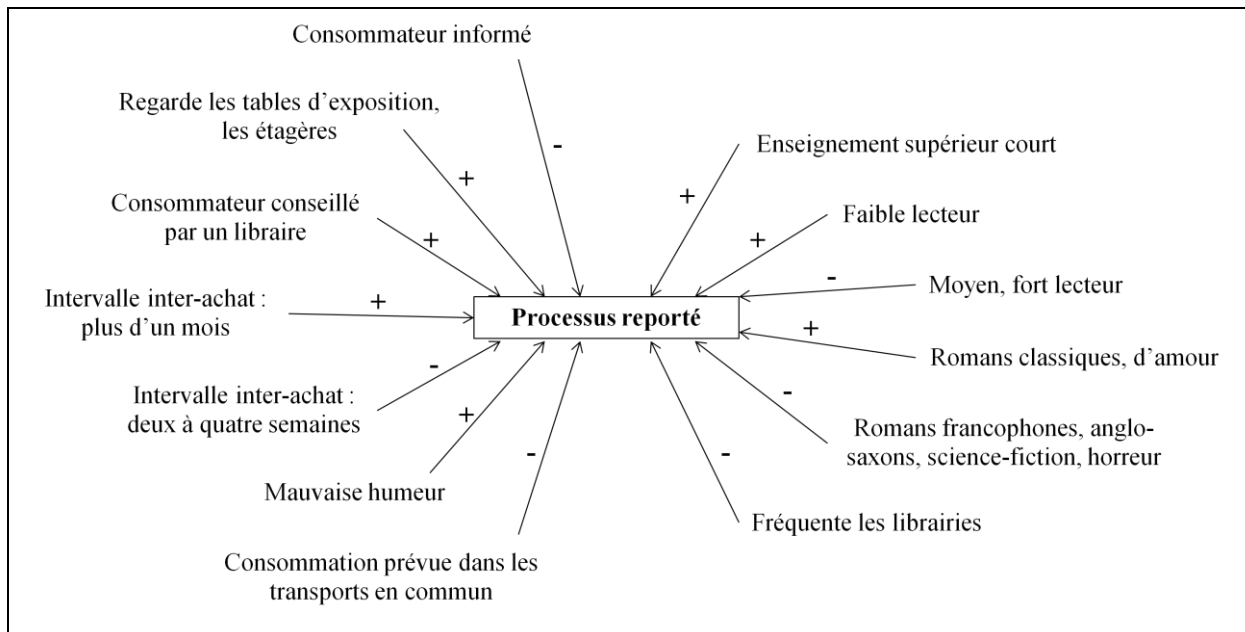 Consommateur informé
-
Regarde les tables d'exposition,
les étagères
+
Consommateur conseillé
par un libraire
+
Intervalle inter-achat :
plus d'un mois
+
Intervalle inter-achat :
deux à quatre semaines
-
Mauvaise humeur
+
Consommation prévue dans les
transports en commun
-
Processus reporté
Enseignement supérieur court
+
Faible lecteur
+
Moyen, fort lecteur
-
Romans classiques, d'amour
+
Romans francophones, anglo-
saxons, science-fiction, horreur
-
Fréquente les librairies
-